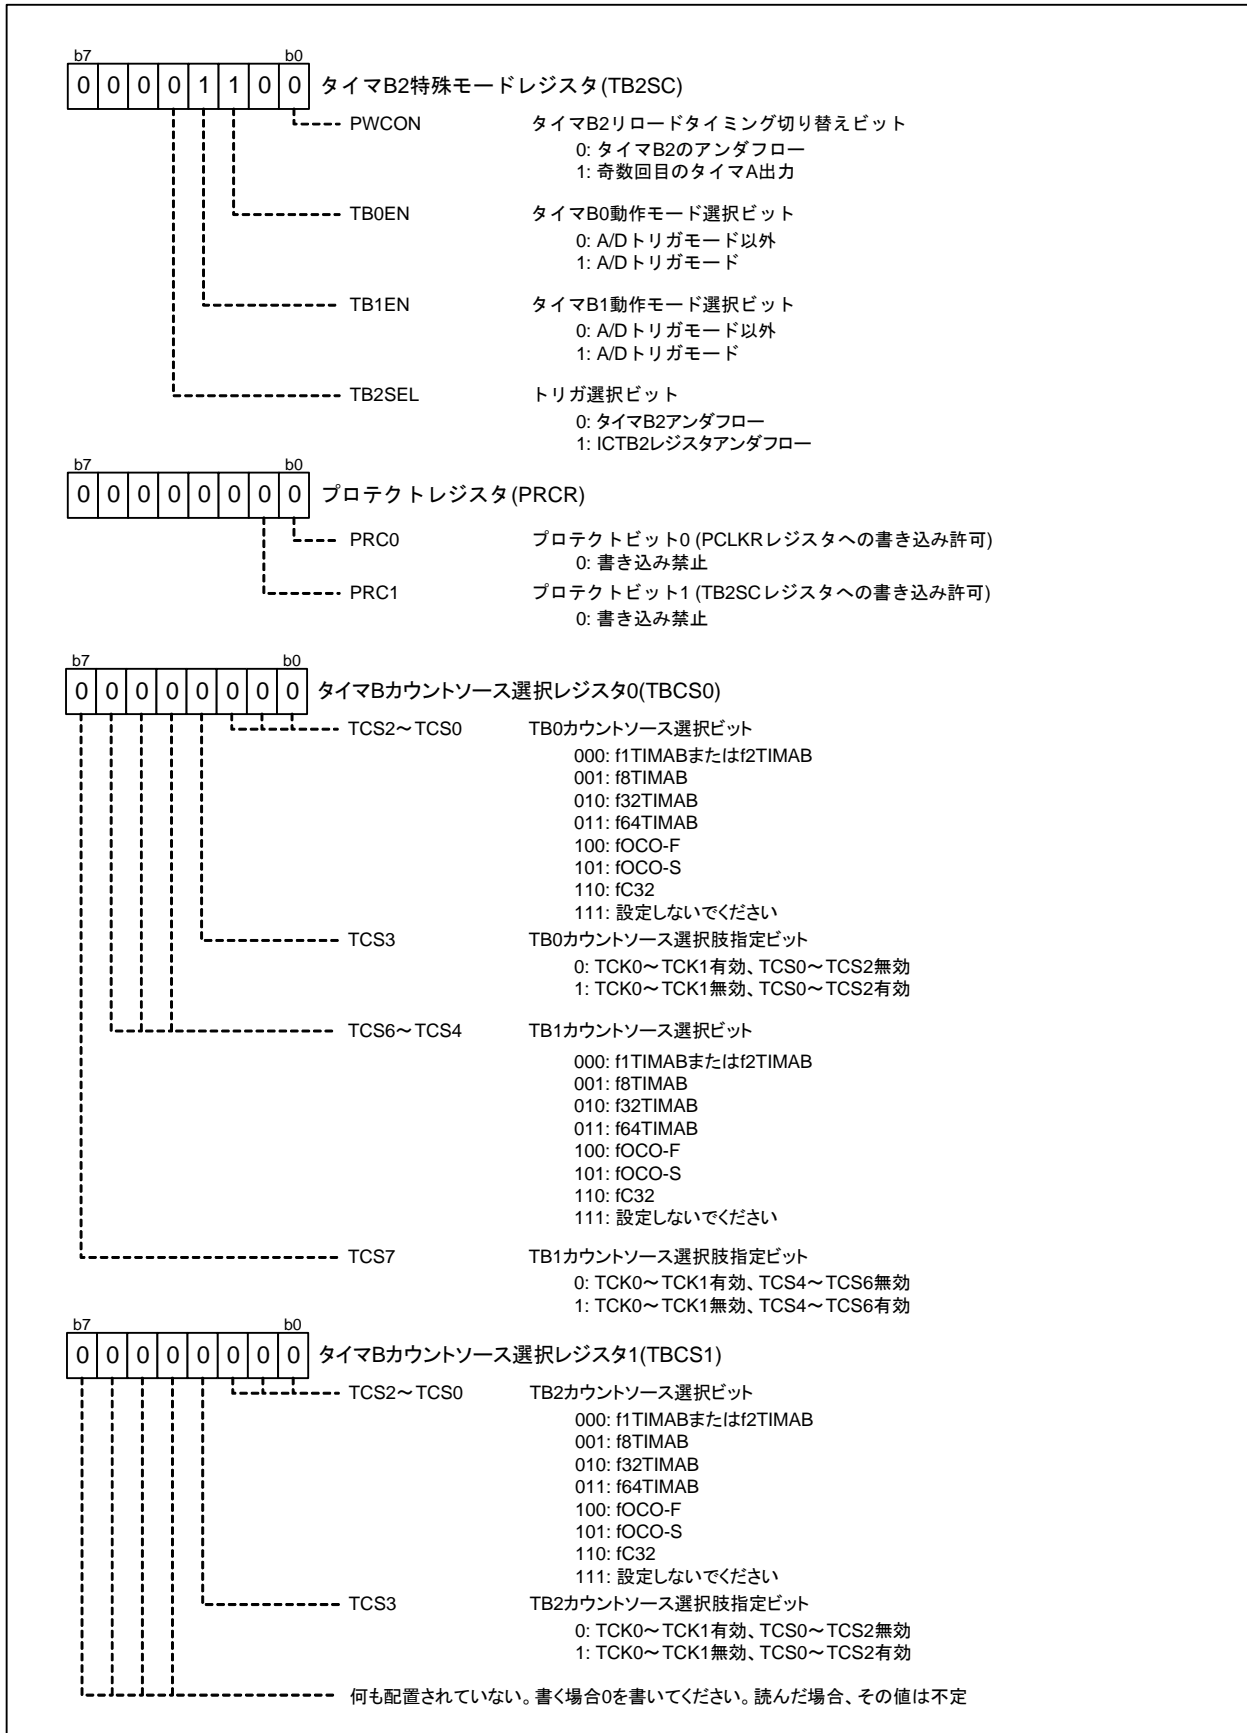 b7 b0
0 0 0 0 1 1 0 0 タイマB2特殊モードレジスタ(TB2SC)
PWCON タイマB2リロードタイミング切り替えビット
0: タイマB2のアンダフロー
1: 奇数回目のタイマA出力
TB0EN タイマB0動作モード選択ビット
0: A/Dトリガモード以外
1: A/Dトリガモード
TB1EN タイマB1動作モード選択ビット
0: A/Dトリガモード以外
1: A/Dトリガモード
TB2SEL トリガ選択ビット
0: タイマB2アンダフロー
1: ICTB2レジスタアンダフロー
b7 b0
0 0 0 0 0 0 0 0 プロテクトレジスタ(PRCR)
PRC0 プロテクトビット0 (PCLKRレジスタへの書き込み許可)
0: 書き込み禁止
PRC1 プロテクトビット1 (TB2SCレジスタへの書き込み許可)
0: 書き込み禁止
b7 b0
0 0 0 0 0 0 0 0 タイマBカウントソース選択レジスタ0(TBCS0)
TCS2～TCS0 TB0カウントソース選択ビット
000: f1TIMABまたはf2TIMAB
001: f8TIMAB
010: f32TIMAB
011: f64TIMAB
100: fOCO-F
101: fOCO-S
110: fC32
111: 設定しないでください
TCS3 TB0カウントソース選択肢指定ビット
0: TCK0～TCK1有効、TCS0～TCS2無効
1: TCK0～TCK1無効、TCS0～TCS2有効
TCS6～TCS4 TB1カウントソース選択ビット
000: f1TIMABまたはf2TIMAB
001: f8TIMAB
010: f32TIMAB
011: f64TIMAB
100: fOCO-F
101: fOCO-S
110: fC32
111: 設定しないでください
TCS7 TB1カウントソース選択肢指定ビット
0: TCK0～TCK1有効、TCS4～TCS6無効
1: TCK0～TCK1無効、TCS4～TCS6有効
b7 b0
0 0 0 0 0 0 0 0 タイマBカウントソース選択レジスタ1(TBCS1)
TCS2～TCS0 TB2カウントソース選択ビット
000: f1TIMABまたはf2TIMAB
001: f8TIMAB
010: f32TIMAB
011: f64TIMAB
100: fOCO-F
101: fOCO-S
110: fC32
111: 設定しないでください
TCS3 TB2カウントソース選択肢指定ビット
0: TCK0～TCK1有効、TCS0～TCS2無効
1: TCK0～TCK1無効、TCS0～TCS2有効
何も配置されていない。書く場合0を書いてください。読んだ場合、その値は不定